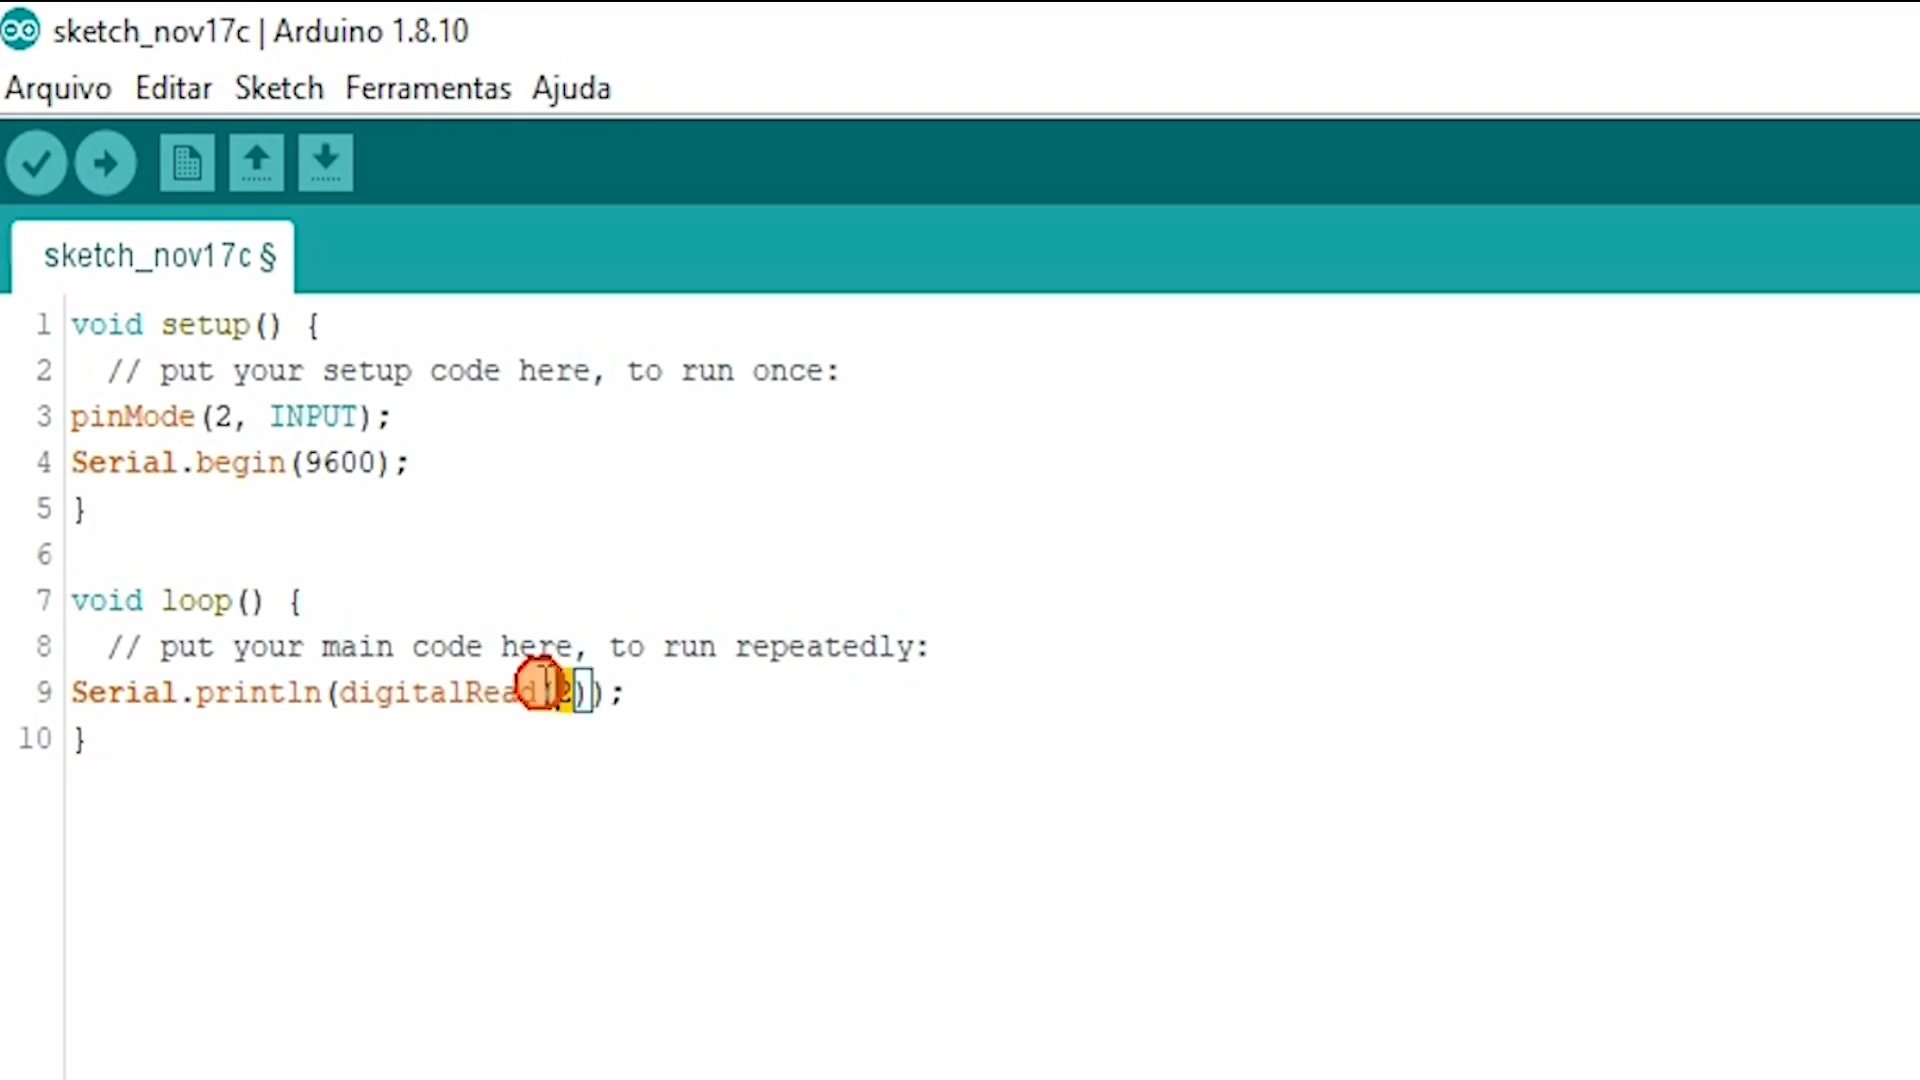 sketch_nov17c | Arduino 1.8.10
Arquivo Editar Sketch Ferramentas Ajuda
sketch_nov17c §
1 void setup() {
2 // put your setup code here, to run once:
3 pinMode(2, INPUT);
4 Serial.begin(9600);
5 }
6
7 void loop() {
8 // put your main code here, to run repeatedly:
9 Serial.println(digitalRead(2));
10 }